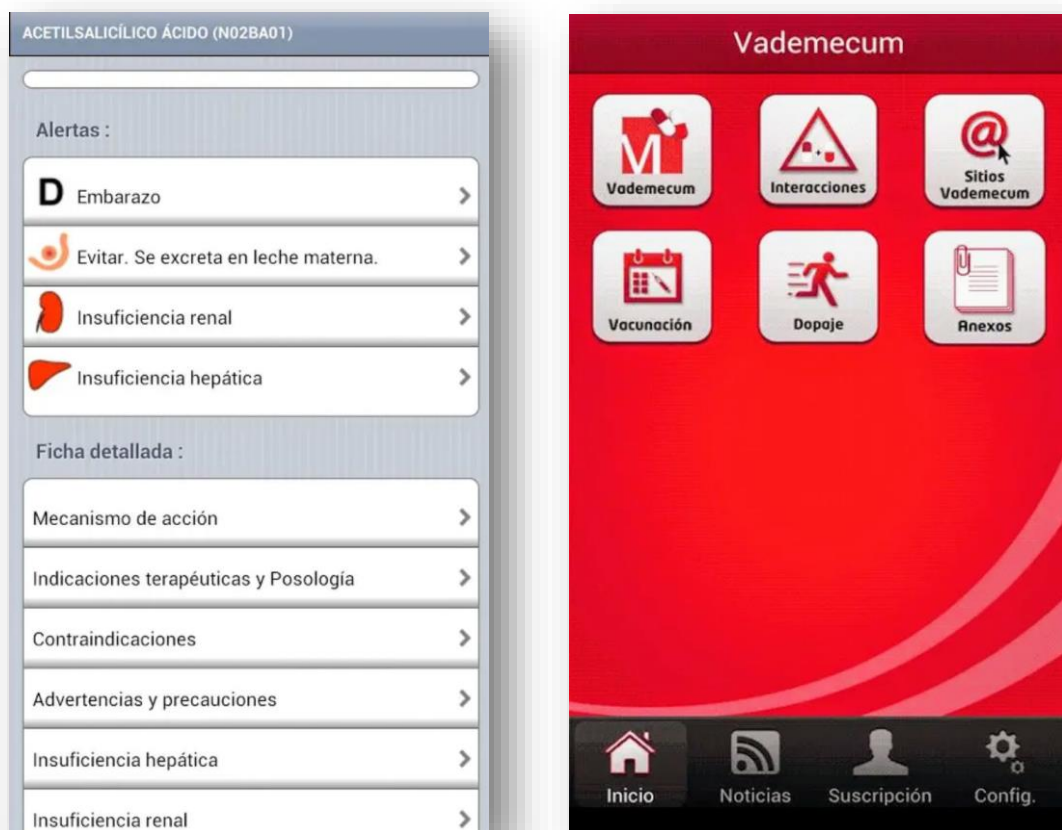 ACETILSALICÍLICO ÁCIDO (N02BA01)
Alertas :
D Embarazo
Evitar. Se excreta en leche materna.
Insuficiencia renal
Insuficiencia hepática
Ficha detallada :
Mecanismo de acción
Indicaciones terapéuticas y Posología
Contraindicaciones
Advertencias y precauciones
Insuficiencia hepática
Insuficiencia renal
Vademecum
M
Vademecum
Interacciones
Sitios
Vademecum
Vacunación
Dopaje
Anexos
Inicio
Noticias
Suscripción
Config.